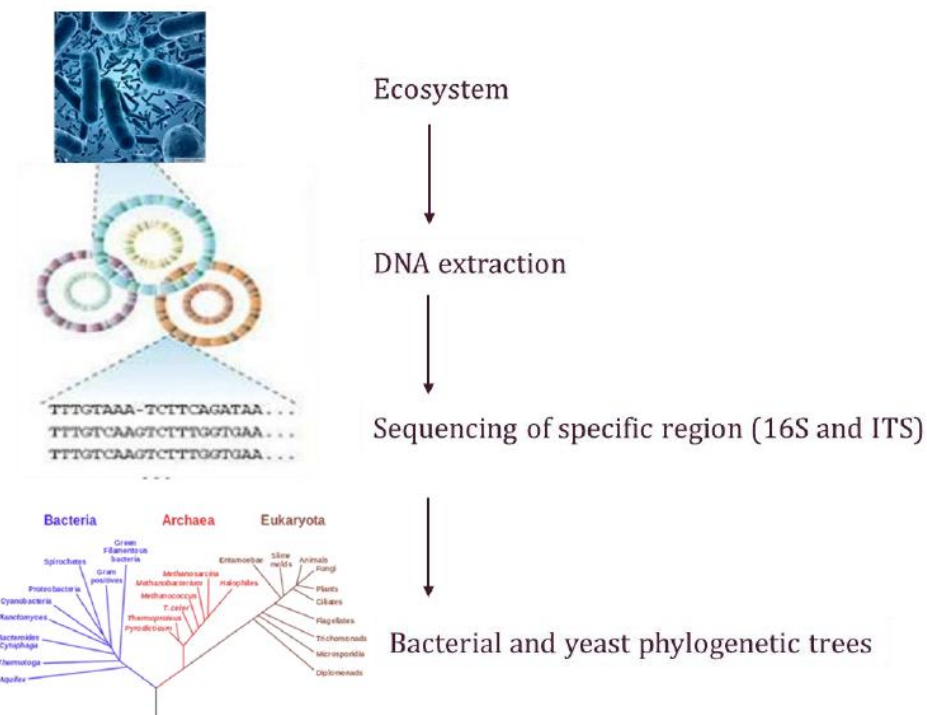 Ecosystem
DNA extraction
TTTGTAAA-TCTTCAGATAA...
TTTGTCAAGTCTTTGGTGAA...
TTTGTCAAGTCTTTGGTGAA...
...
Sequencing of specific region (16S and ITS)
Bacteria
Archaea
Eukaryota
Green
Filamentous
bacteria
Spirochetes
Gram
positives
Proteobacteria
Cyanobacteria
Planctomyces
Bacteroides
Cytophaga
Thermotoga
Aquifex
Methanosarcina
Methanobacterium
Halophiles
Methanococcus
T. celer
Thermoproteus
Pyrodicticum
Entamoebae
Slime
molds
Animals
Fungi
Plants
Ciliates
Flagellates
Trichomonads
Microsporidia
Diplomonads
Bacterial and yeast phylogenetic trees